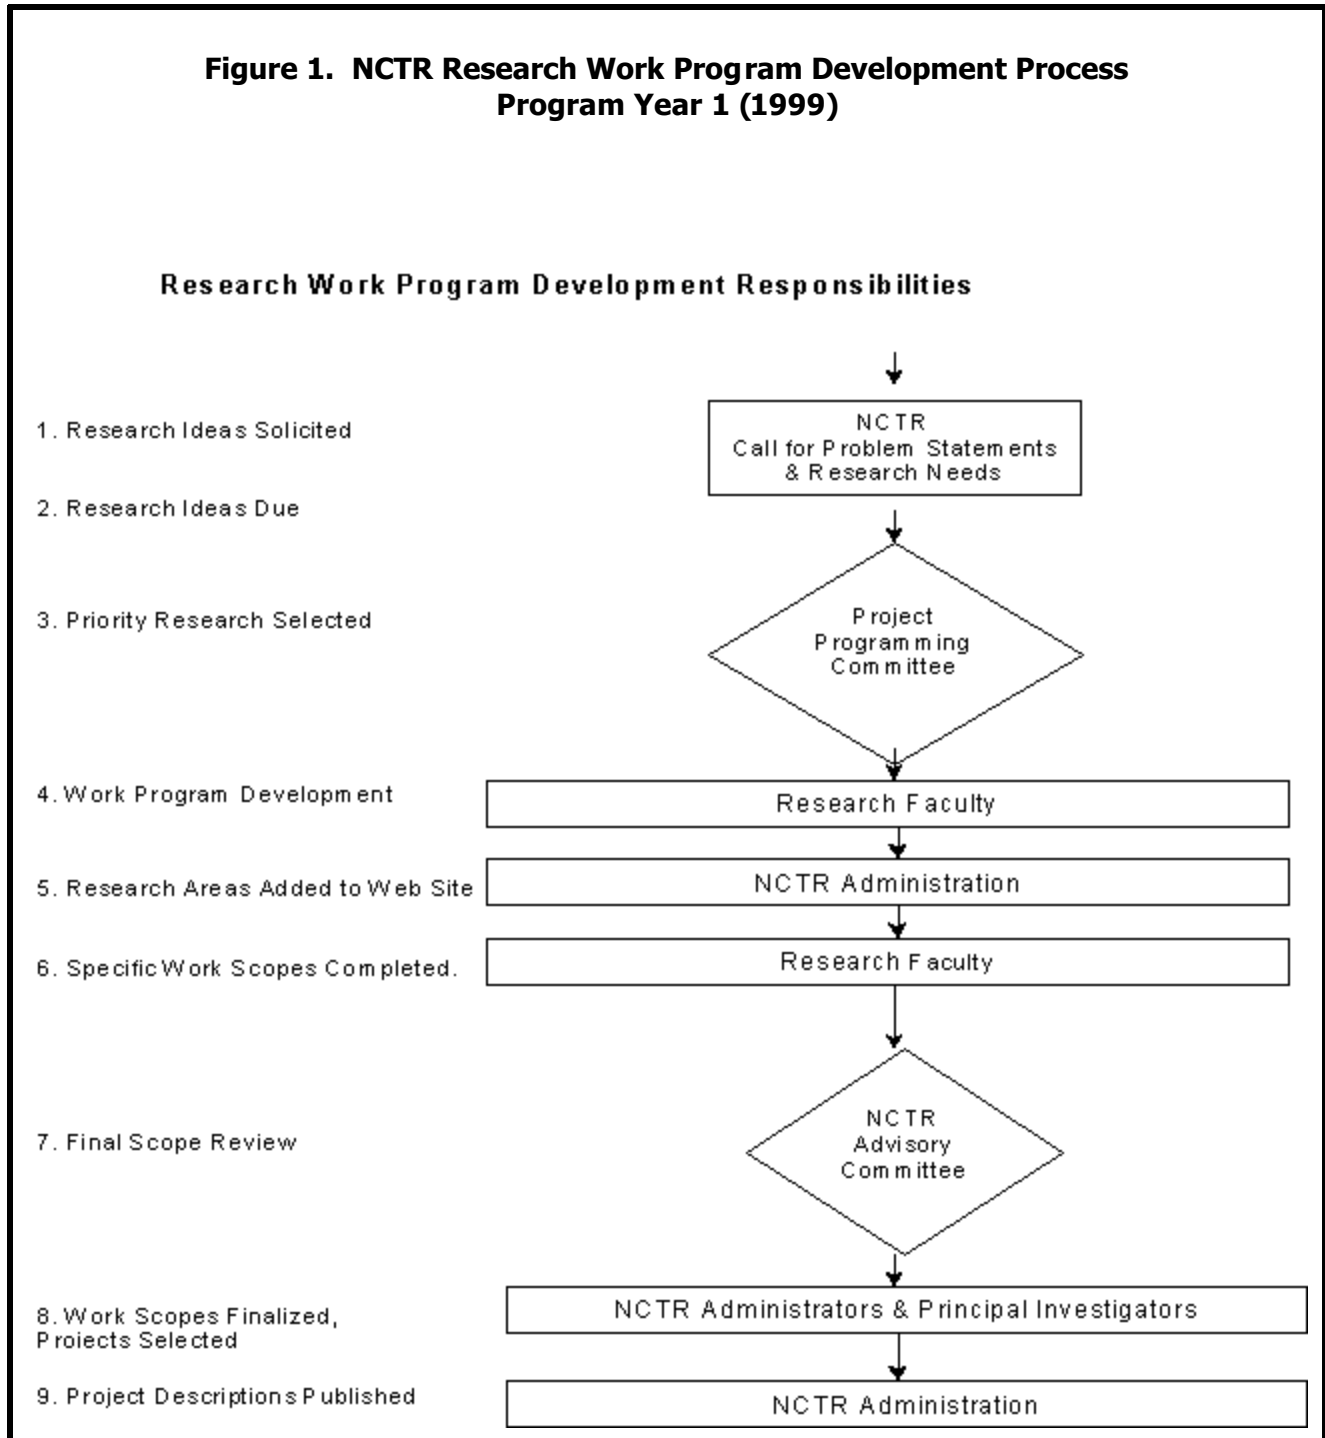 Figure 1. NCTR Research Work Program Development Process
Program Year 1 (1999)
Research Work Program Development Responsibilities
1. Research Ideas Solicited
NCTR
Call for Problem Statements
& Research Needs
2. Research Ideas Due
3. Priority Research Selected
Project
Programming
Committee
4. Work Program Development
Research Faculty
5. Research Areas Added to Web Site
NCTR Administration
6. Specific Work Scopes Completed.
Research Faculty
7. Final Scope Review
NCTR
Advisory
Committee
8. Work Scopes Finalized,
Projects Selected
NCTR Administrators & Principal Investigators
9. Project Descriptions Published
NCTR Administration